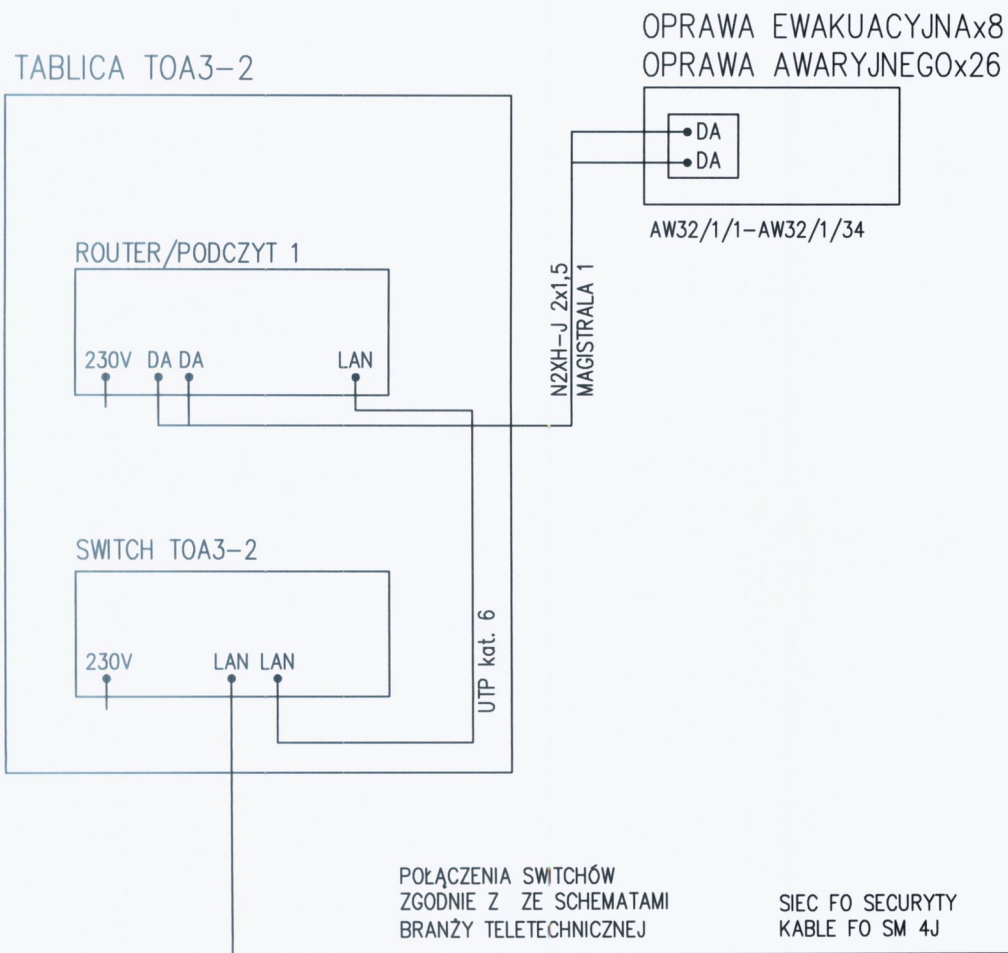 OPRAWA EWAKUACYJNAx8
OPRAWA AWARYJNEGOx26
TABLICA TOA3-2
DA
DA
AW32/1/1-AW32/1/34
ROUTER/PODCZYT 1
230V DA DA LAN
N2XH-J 2x1,5
MAGISTRALA 1
SWITCH TOA3-2
230V LAN LAN
UTP kat. 6
POŁĄCZENIA SWITCHÓW
ZGODNIE Z ZE SCHEMATAMI
BRANŻY TELETECHNICZNEJ
SIEC FO SECURYTY
KABLE FO SM 4J